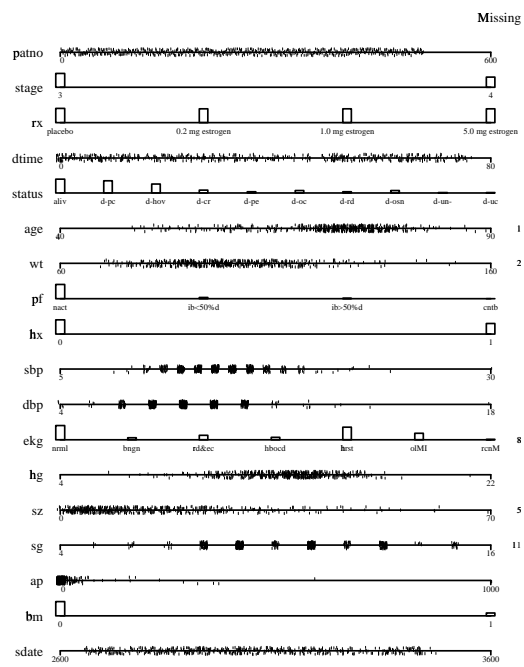 Missing
patno
0 600
stage
3 4
rx
placebo 0.2 mg estrogen 1.0 mg estrogen 5.0 mg estrogen
dtime
0 80
status
aliv d-pc d-hov d-cr d-pe d-oc d-rd d-osn d-un- d-uc
age 1
40 90
wt 2
60 160
pf
nact ib<50%d ib>50%d cntb
hx
0 1
sbp
5 30
dbp
4 18
ekg 8
nrml bngn rd&ec hbocd hrst olMI rcnM
hg
4 22
sz 5
0 70
sg 11
4 16
ap
0 1000
bm
0 1
sdate
2600 3600